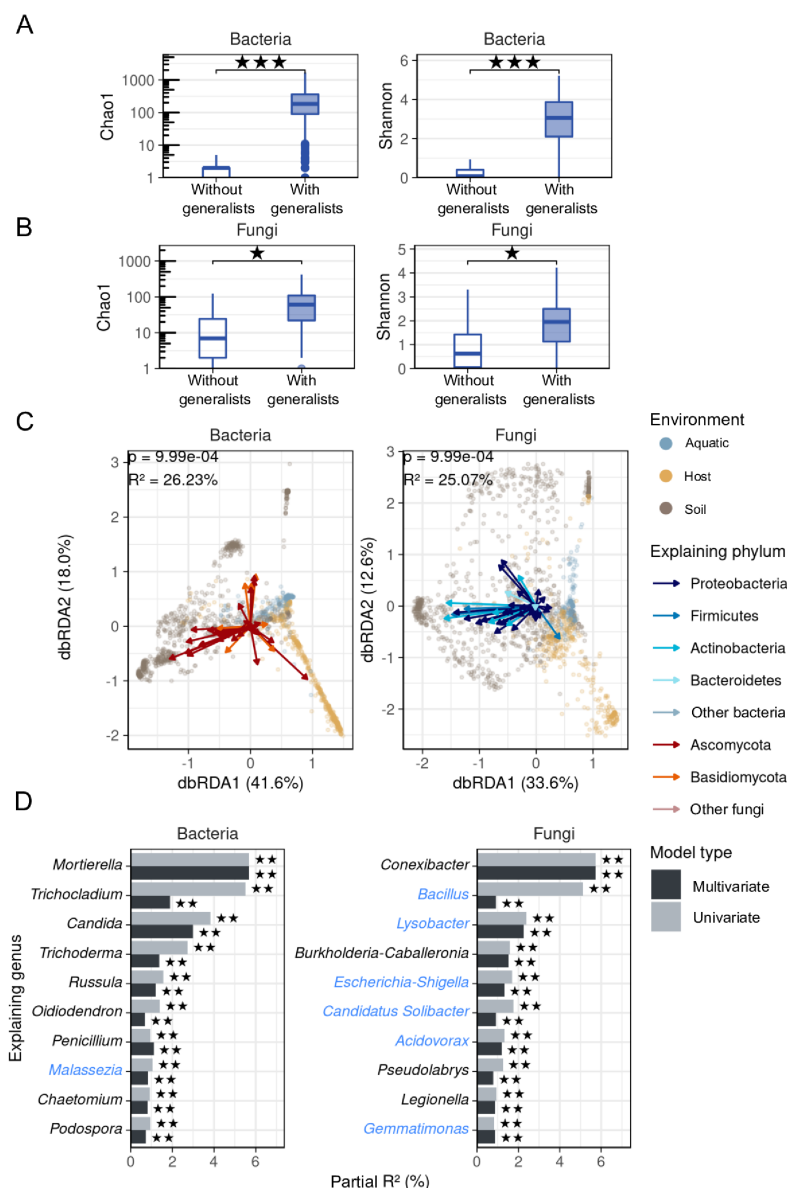 A
Bacteria
Bacteria
★★★
★★★
Chao1
1000
100
10
1
Shannon
6
4
2
0
Without generalists
With generalists
Without generalists
With generalists
B
Fungi
Fungi
★
★
Chao1
1000
100
10
1
Shannon
5
4
3
2
1
0
Without generalists
With generalists
Without generalists
With generalists
C
Bacteria
p = 9.99e-04
R² = 26.23%
dbRDA2 (18.0%)
3
2
1
0
-1
-2
-1
0
1
dbRDA1 (41.6%)
Fungi
p = 9.99e-04
R² = 25.07%
dbRDA2 (12.6%)
3
2
1
0
-1
-2
-2
-1
0
1
dbRDA1 (33.6%)
Environment
Aquatic
Host
Soil
Explaining phylum
Proteobacteria
Firmicutes
Actinobacteria
Bacteroidetes
Other bacteria
Ascomycota
Basidiomycota
Other fungi
Model type
Multivariate
Univariate
D
Bacteria
Explaining genus
Mortierella ★★ ★★
Trichocladium ★★ ★★
Candida ★★ ★★
Trichoderma ★★ ★★
Russula ★★ ★★
Oidiodendron ★★ ★★
Penicillium ★★ ★★
Malassezia ★★ ★★
Chaetomium ★★ ★★
Podospora ★★ ★★
0 2 4 6
Fungi
Conexibacter ★★ ★★
Bacillus ★★ ★★
Lysobacter ★★ ★★
Burkholderia-Caballeronia ★★ ★★
Escherichia-Shigella ★★ ★★
Candidatus Solibacter ★★ ★★
Acidovorax ★★ ★★
Pseudolabrys ★★ ★★
Legionella ★★ ★★
Gemmatimonas ★★ ★★
0 2 4 6
Partial R² (%)